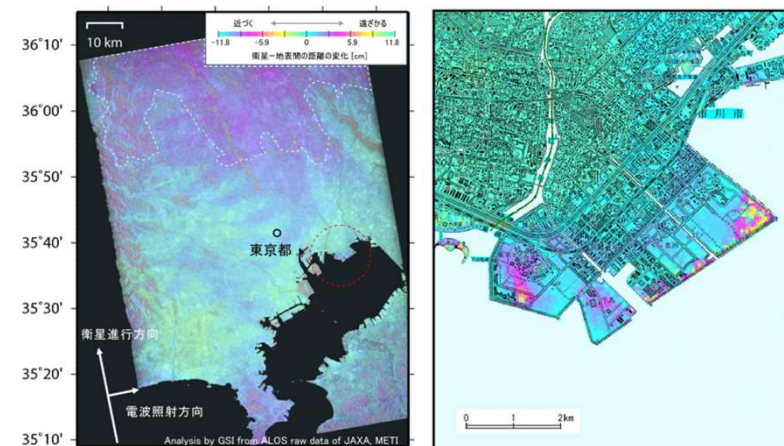 近づく 遠ざかる
-11.8 -5.9 0 5.9 11.8
衛星－地表間の距離の変化 [cm]
10 km
36°10'
36°00'
35°50'
35°40'
35°30'
35°20'
35°10'
東京都
衛星進行方向
電波照射方向
Analysis by GSI from ALOS raw data of JAXA, METI
市川市
0 1 2km